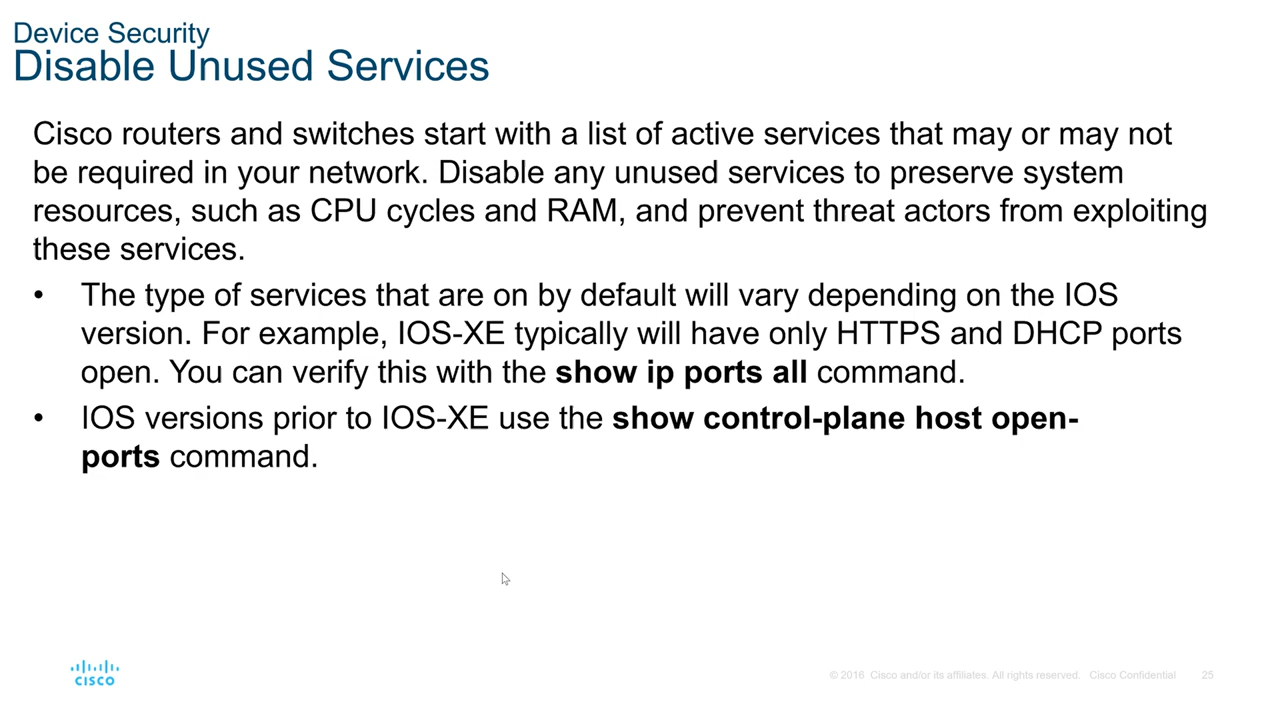 Device Security
Disable Unused Services
Cisco routers and switches start with a list of active services that may or may not
be required in your network. Disable any unused services to preserve system
resources, such as CPU cycles and RAM, and prevent threat actors from exploiting
these services.
• The type of services that are on by default will vary depending on the IOS
version. For example, IOS-XE typically will have only HTTPS and DHCP ports
open. You can verify this with the show ip ports all command.
• IOS versions prior to IOS-XE use the show control-plane host open-
ports command.
CISCO
© 2016 Cisco and/or its affiliates. All rights reserved. Cisco Confidential 25